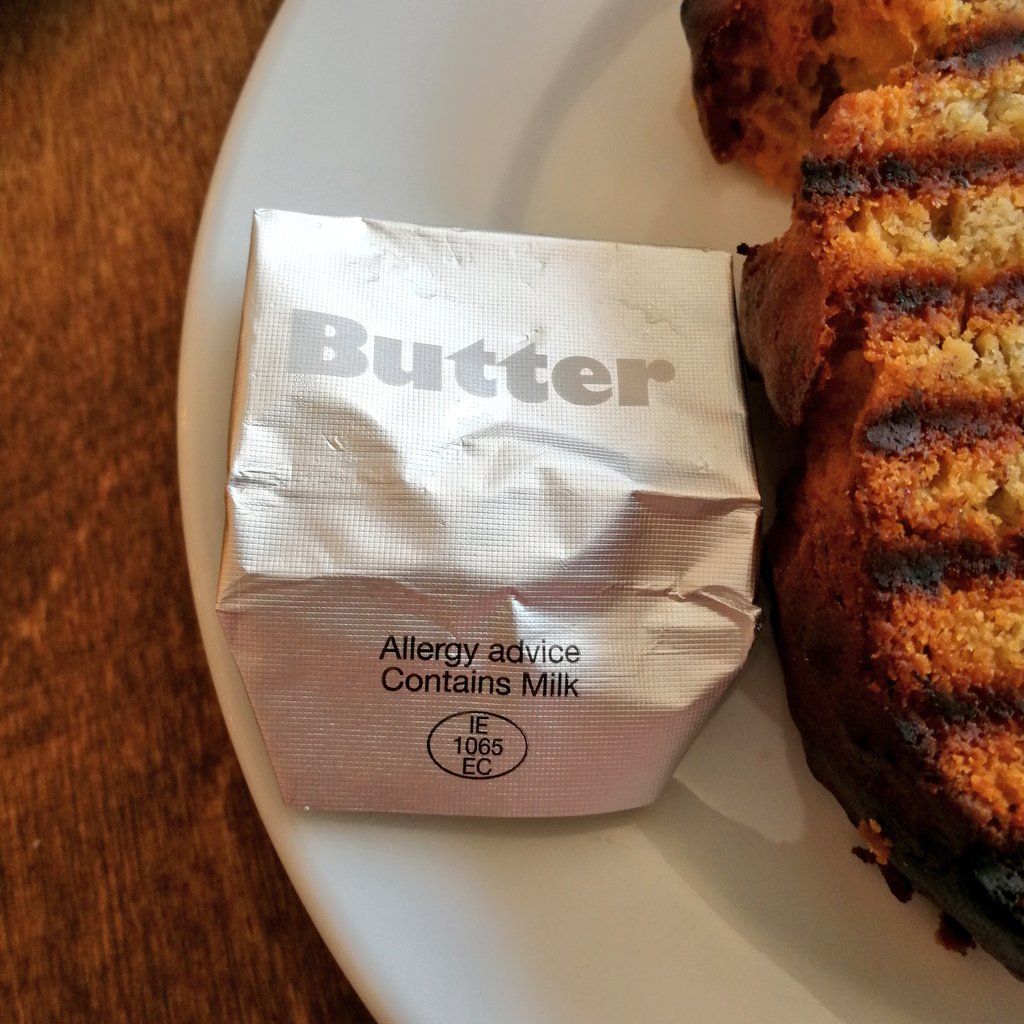 Butter
Allergy advice
Contains Milk
IE
1065
EC